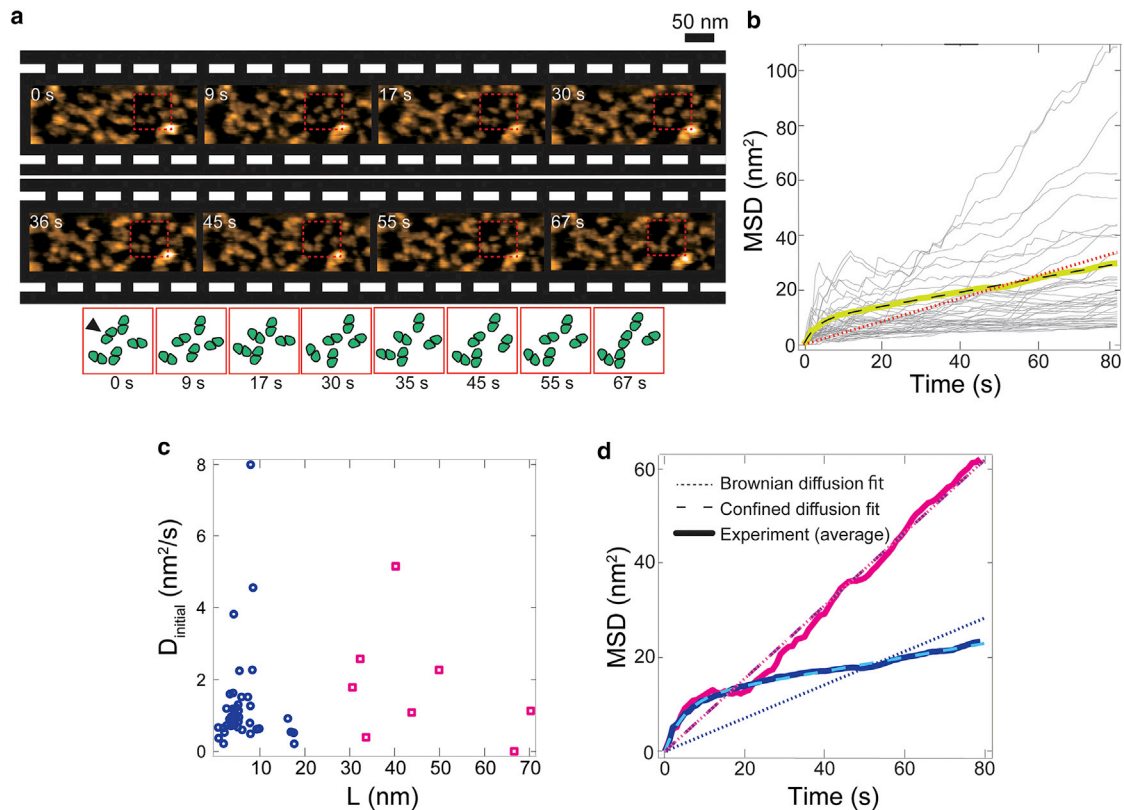 a
50 nm
0 s 9 s 17 s 30 s
36 s 45 s 55 s 67 s
0 s 9 s 17 s 30 s 35 s 45 s 55 s 67 s
b
MSD (nm²)
100
80
60
40
20
0
0 20 40 60 80
Time (s)
c
D initial (nm²/s)
8
6
4
2
0
10 20 30 40 50 60 70
L (nm)
d
MSD (nm²)
60
40
20
0
Brownian diffusion fit
Confined diffusion fit
Experiment (average)
0 20 40 60 80
Time (s)